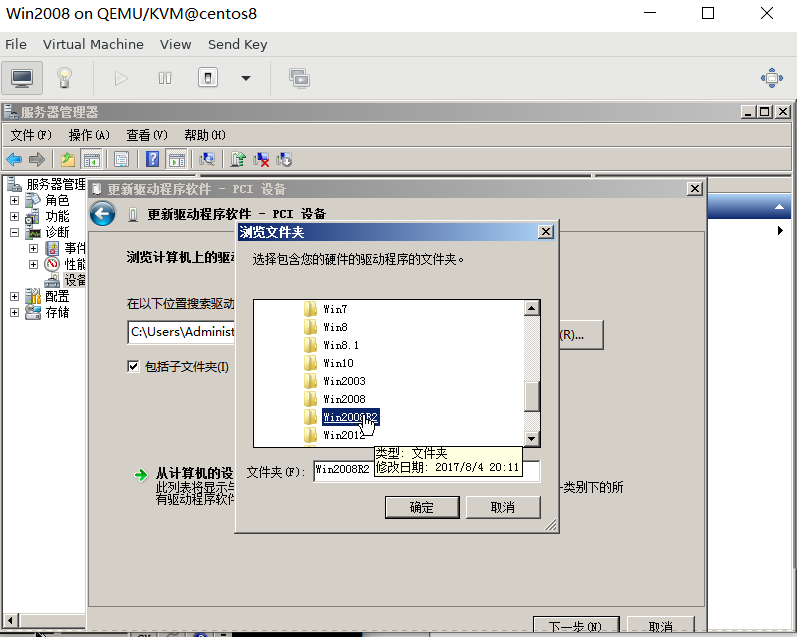 Win2008 on QEMU/KVM@centos8
File Virtual Machine View Send Key
服务器管理器
文件(F) 操作(A) 查看(V) 帮助(H)
服务器管理
角色
功能
诊断
事件
性能
设备
配置
存储
更新驱动程序软件 - PCI 设备
更新驱动程序软件 - PCI 设备
浏览计算机上的驱动
在以下位置搜索驱动
C:\Users\Administ
(R)...
包括子文件夹(I)
从计算机的设
此列表将显示与
一类别下的所
有驱动程序软件
浏览文件夹
选择包含您的硬件的驱动程序的文件夹。
Win7
Win8
Win8.1
Win10
Win2003
Win2008
Win2008R2
Win2012
类型: 文件夹
修改日期: 2017/8/4 20:11
文件夹(F): Win2008R2
确定 取消
下一步(N) 取消